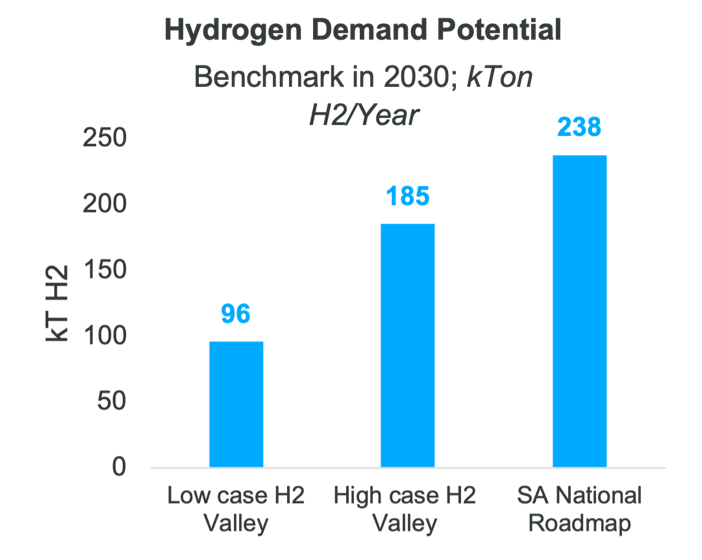 Hydrogen Demand Potential
Benchmark in 2030; kTon
H2/Year
kT H2
250
200
150
100
50
0
96
185
238
Low case H2
Valley
High case H2
Valley
SA National
Roadmap